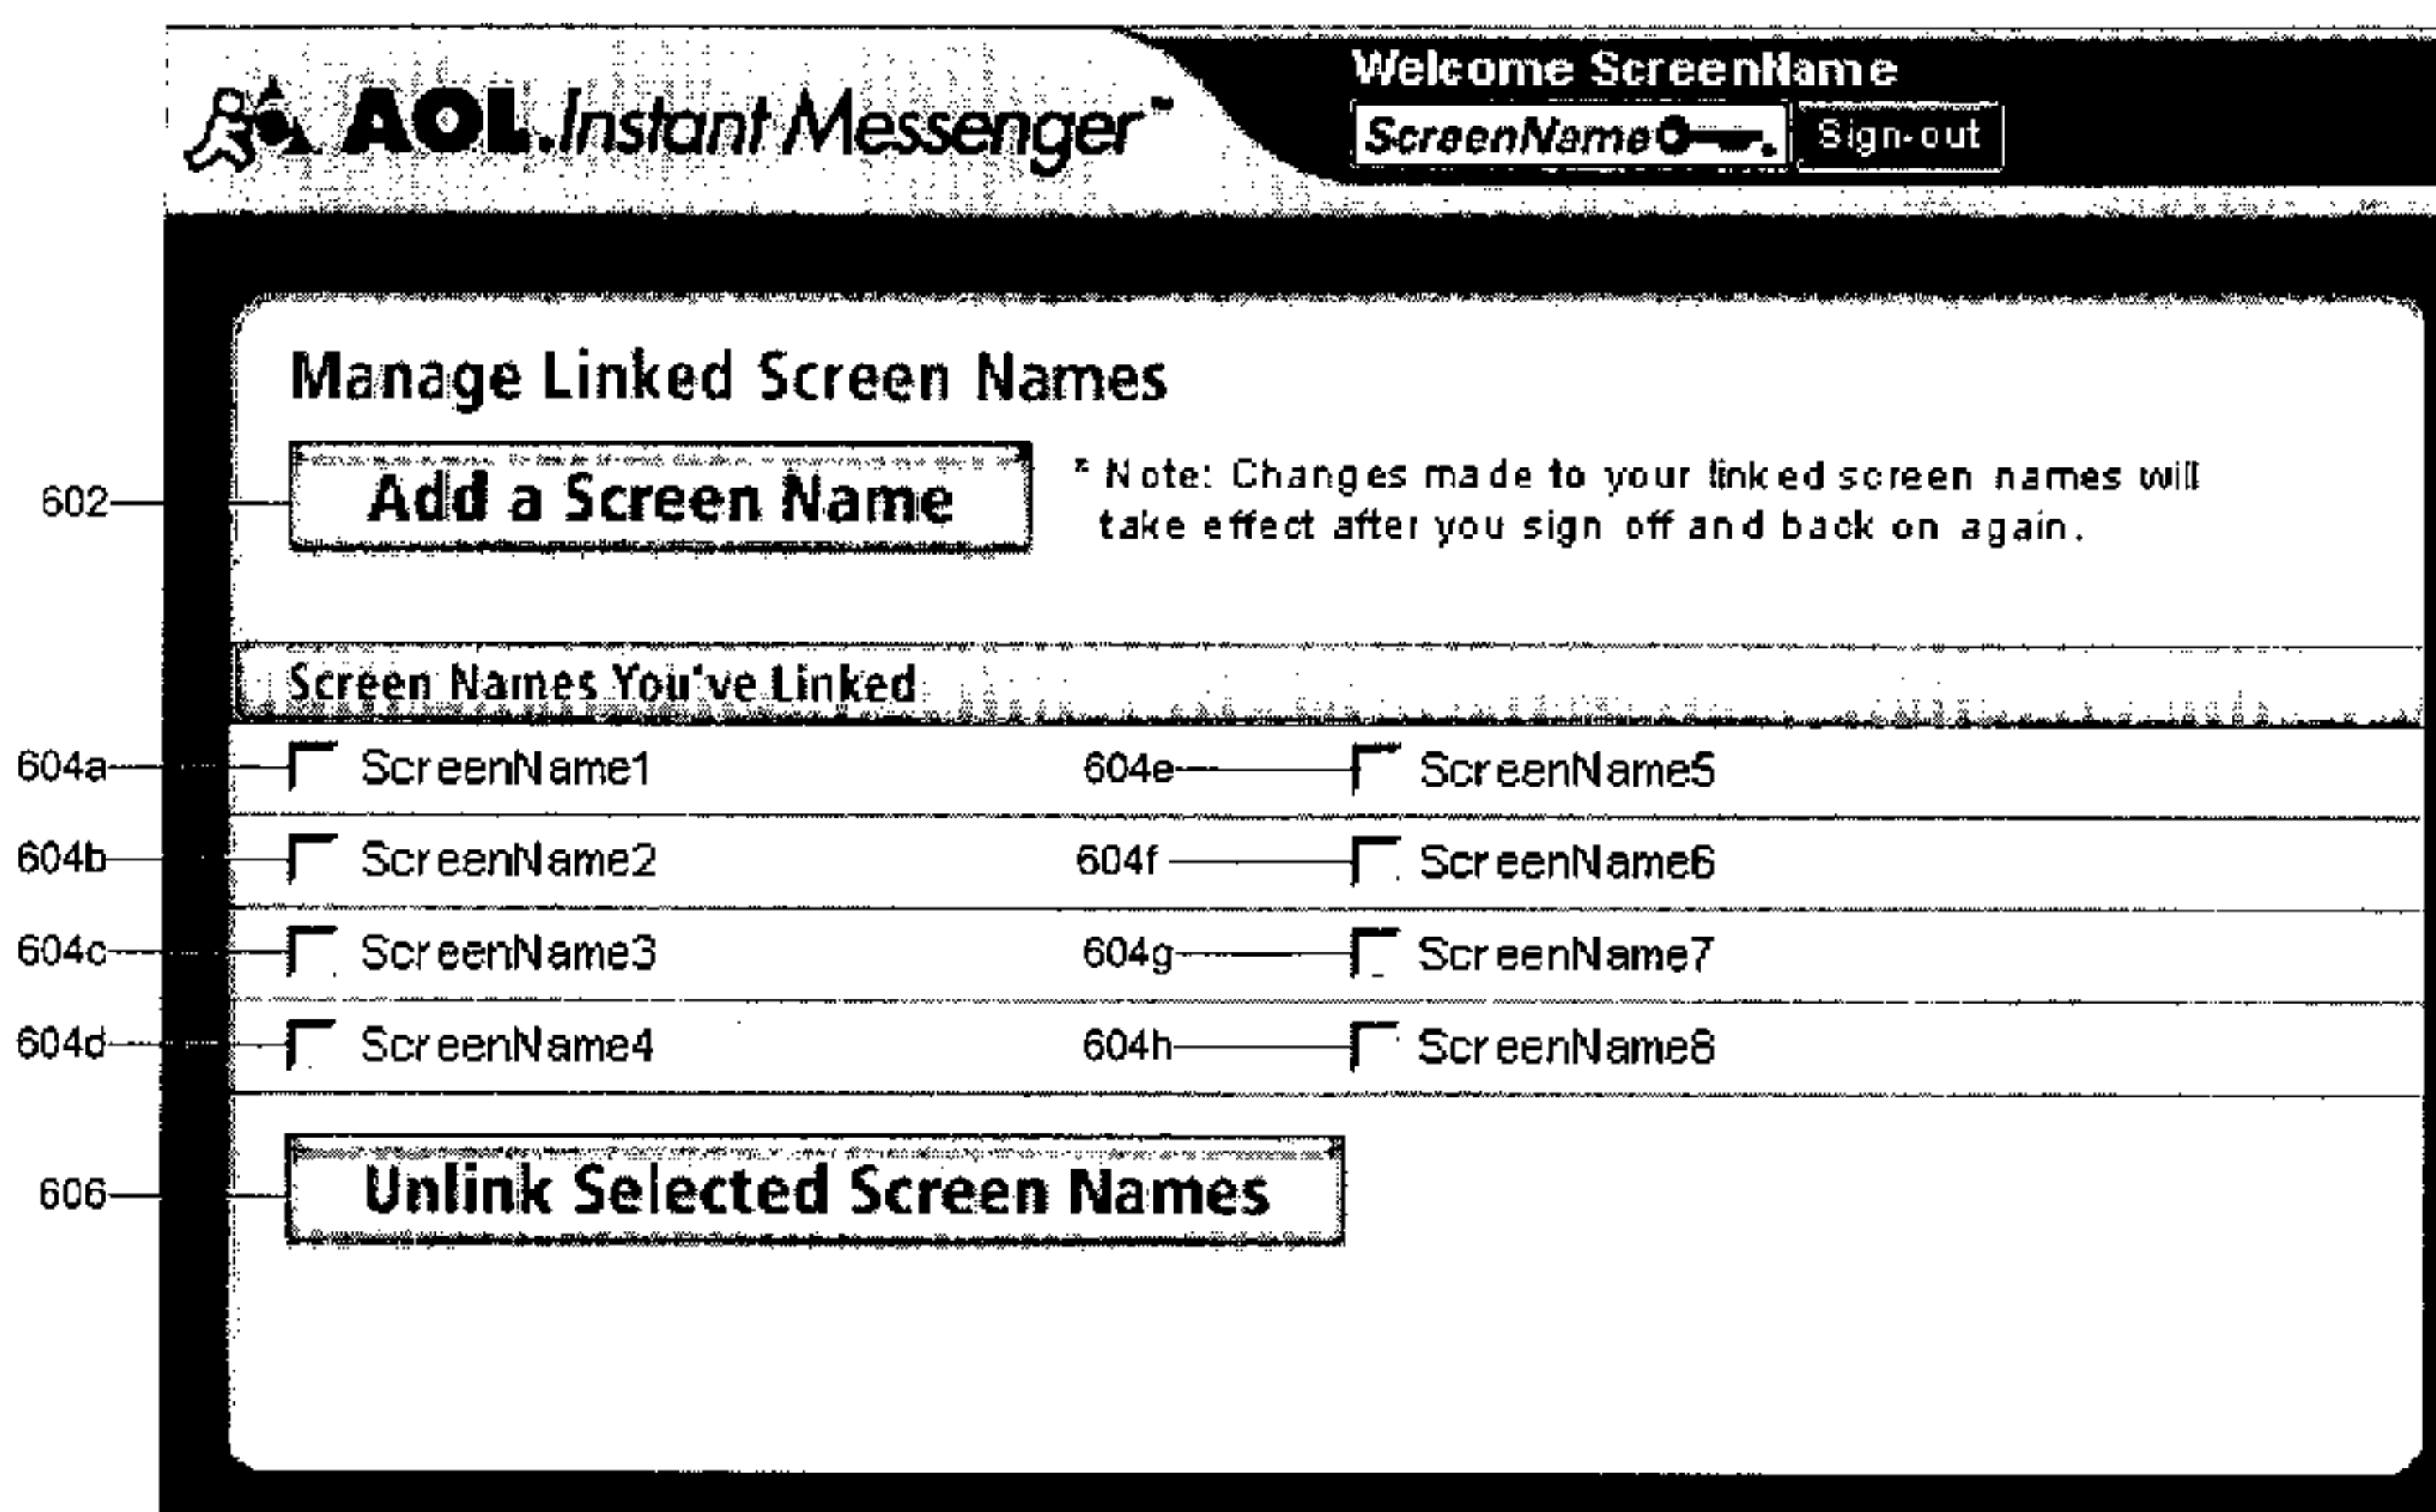 Welcome ScreenName
AOL Instant Messenger™
ScreenName Sign-out
Manage Linked Screen Names
602 Add a Screen Name
* Note: Changes made to your linked screen names will
take effect after you sign off and back on again.
Screen Names You've Linked
604a ScreenName1 604e ScreenName5
604b ScreenName2 604f ScreenName6
604c ScreenName3 604g ScreenName7
604d ScreenName4 604h ScreenName8
606 Unlink Selected Screen Names